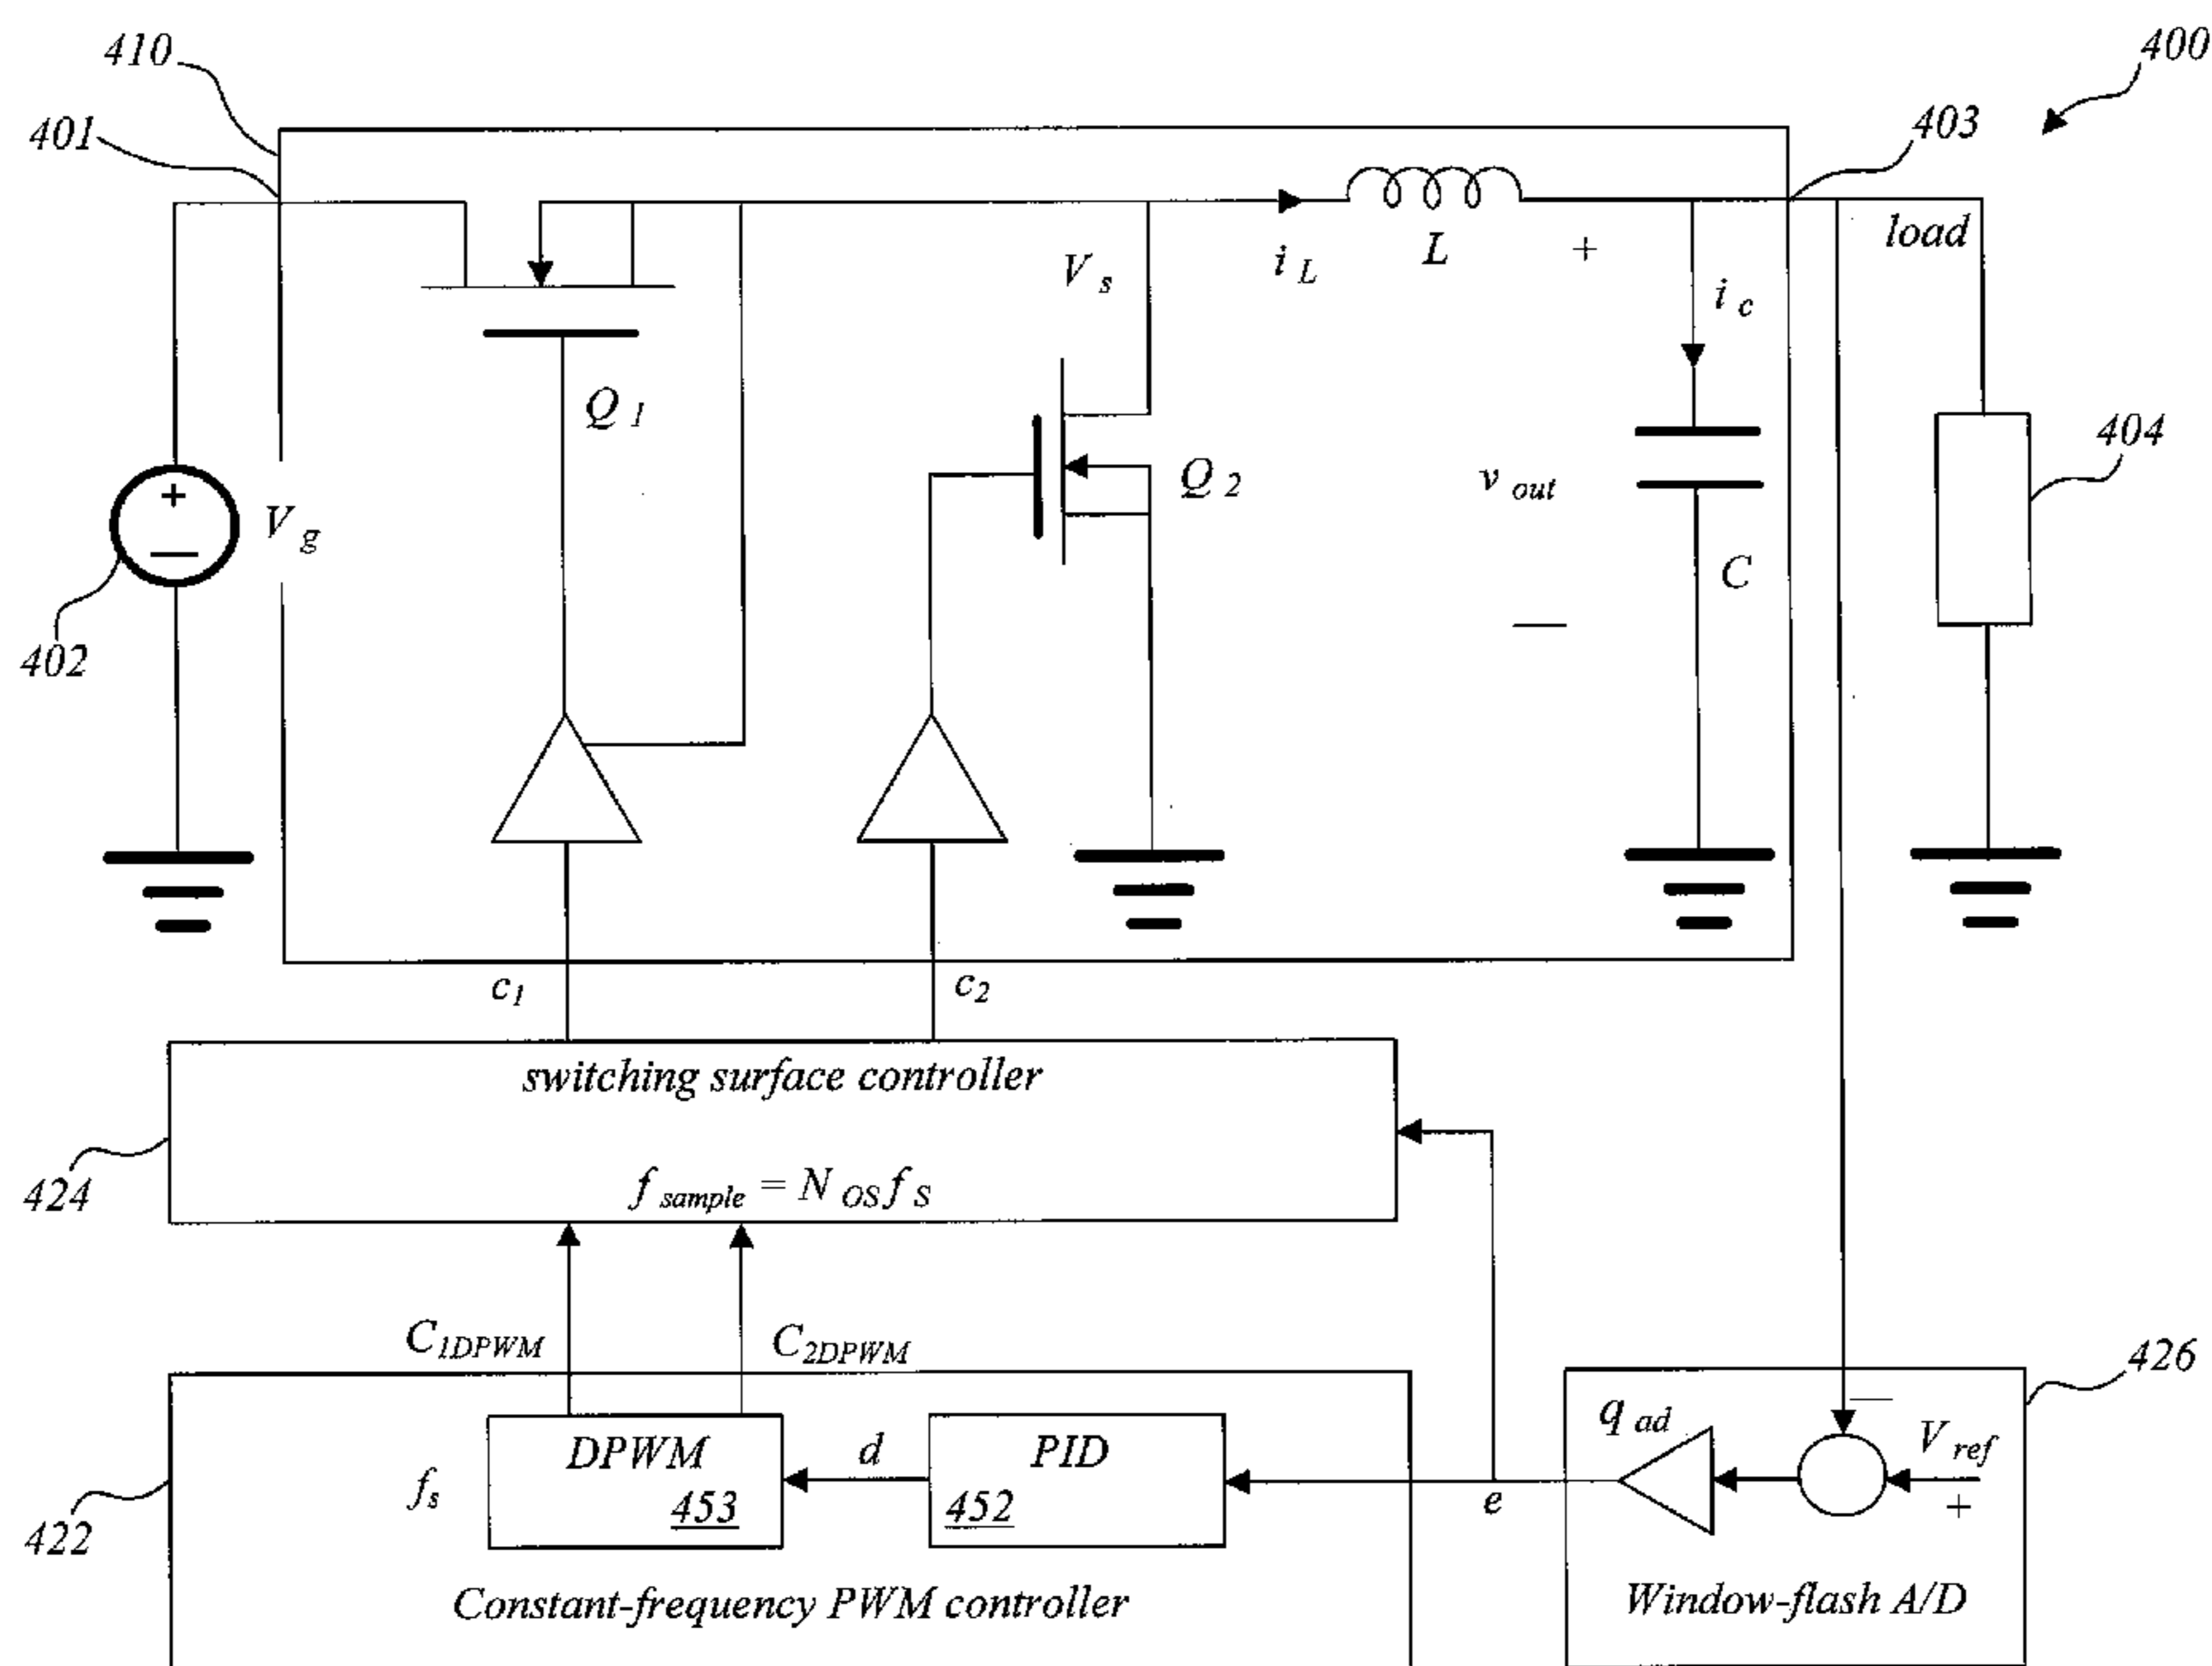 400
410
401
403
load
V s
i L
L
+
i c
Q 1
404
+
V g
Q 2
v out
C
402
—
—
c1
c2
switching surface controller
424
f sample = N OS f S
C1DPWM
C2DPWM
426
—
q ad
V ref
+
DPWM
453
d
PID
452
fs
e
422
Constant-frequency PWM controller
Window-flash A/D